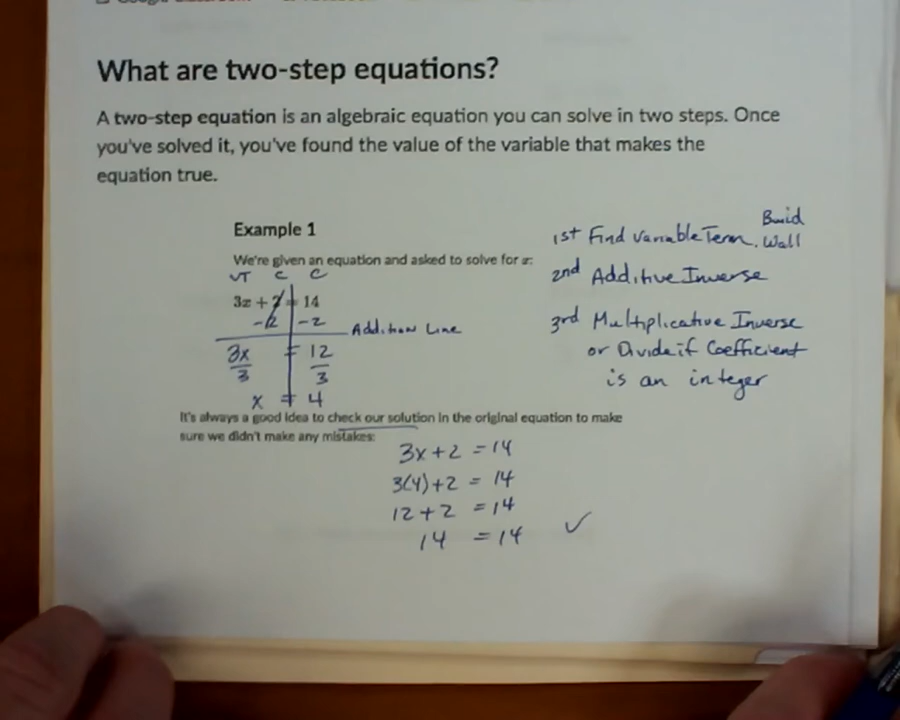 What are two-step equations?
A two-step equation is an algebraic equation you can solve in two steps. Once
you've solved it, you've found the value of the variable that makes the
equation true.
Example 1
We're given an equation and asked to solve for x:
VT C C
3x + 2 = 14
-2 -2 Addition Line
3x = 12
3 3
x = 4
1st Find Variable Term. Build
Wall
2nd Additive Inverse
3rd Multiplicative Inverse
or Divide if Coefficient
is an integer
It's always a good idea to check our solution in the original equation to make
sure we didn't make any mistakes:
3x+2 = 14
3(4)+2 = 14
12+2 = 14
14 = 14 ✓